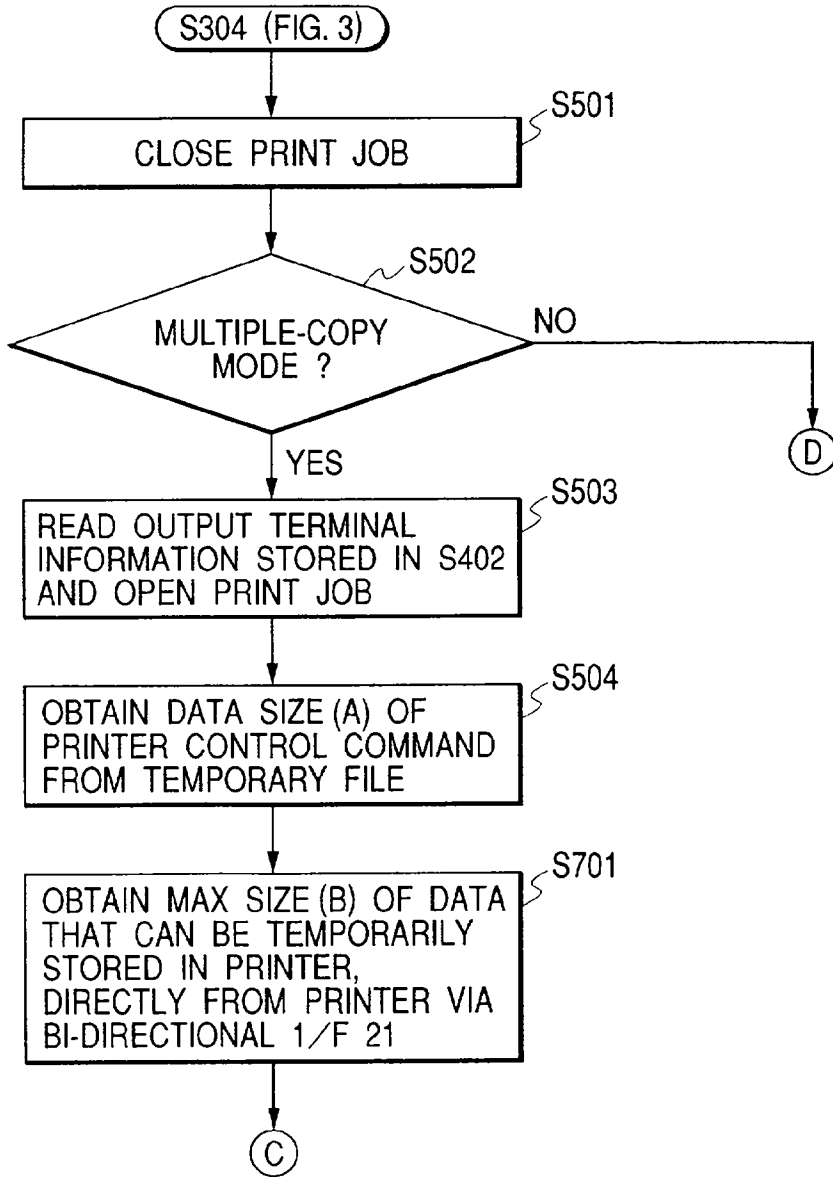 S304 (FIG. 3)
S501
CLOSE PRINT JOB
S502
MULTIPLE-COPY
MODE ?
NO
D
YES
S503
READ OUTPUT TERMINAL
INFORMATION STORED IN S402
AND OPEN PRINT JOB
S504
OBTAIN DATA SIZE (A) OF
PRINTER CONTROL COMMAND
FROM TEMPORARY FILE
S701
OBTAIN MAX SIZE (B) OF DATA
THAT CAN BE TEMPORARILY
STORED IN PRINTER,
DIRECTLY FROM PRINTER VIA
BI-DIRECTIONAL 1/F 21
C